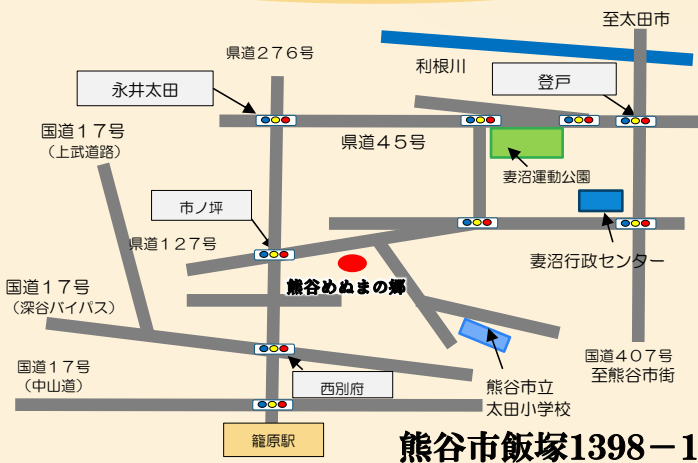 至太田市
県道２７６号
利根川
登戸
永井太田
国道１７号
（上武道路）
県道４５号
妻沼運動公園
市ノ坪
県道１２７号
妻沼行政センター
国道１７号
（深谷バイパス）
熊谷めぬまの郷
国道１７号
（中山道）
西別府
熊谷市立
太田小学校
国道４０７号
至熊谷市街
籠原駅
熊谷市飯塚1398－1